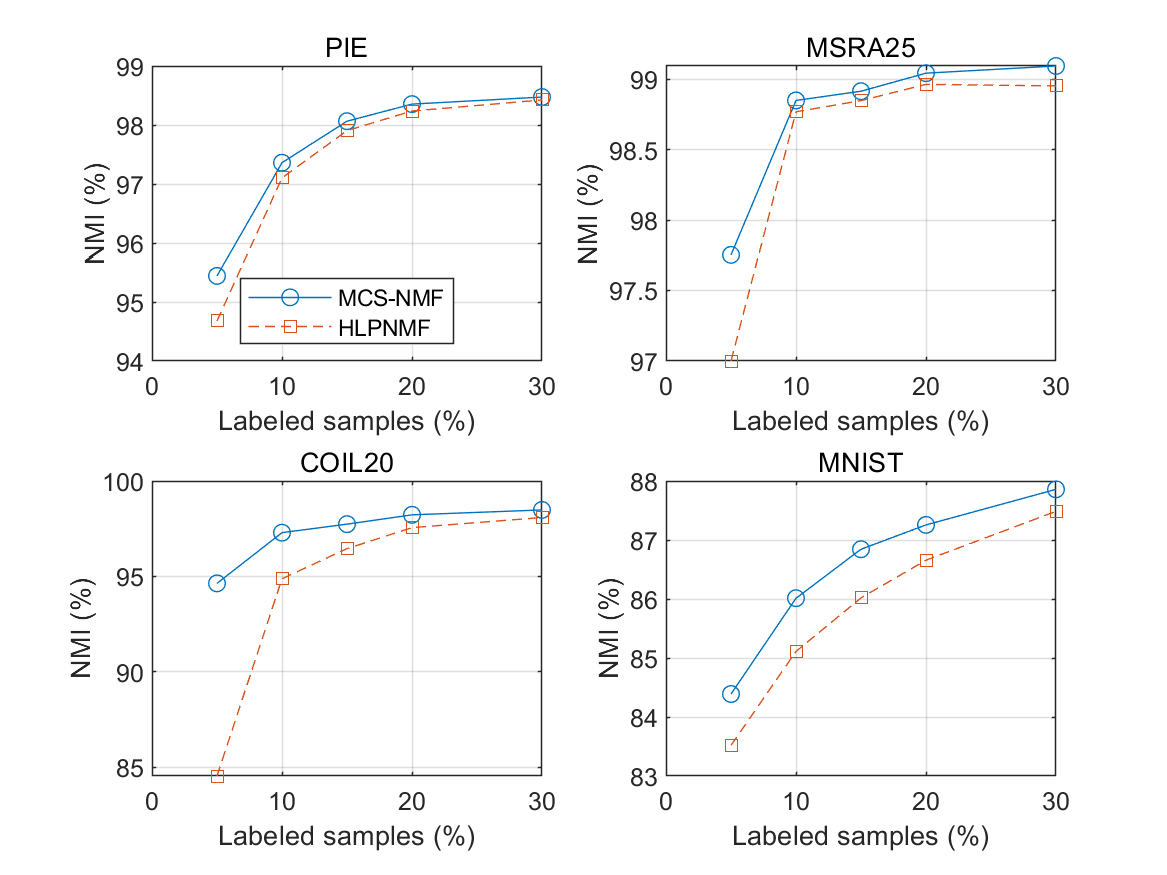 PIE
99
98
97
96
95
94
NMI (%)
MCS-NMF
HLPNMF
0 10 20 30
Labeled samples (%)
MSRA25
99
98.5
98
97.5
97
NMI (%)
0 10 20 30
Labeled samples (%)
COIL20
100
95
90
85
NMI (%)
0 10 20 30
Labeled samples (%)
MNIST
88
87
86
85
84
83
NMI (%)
0 10 20 30
Labeled samples (%)